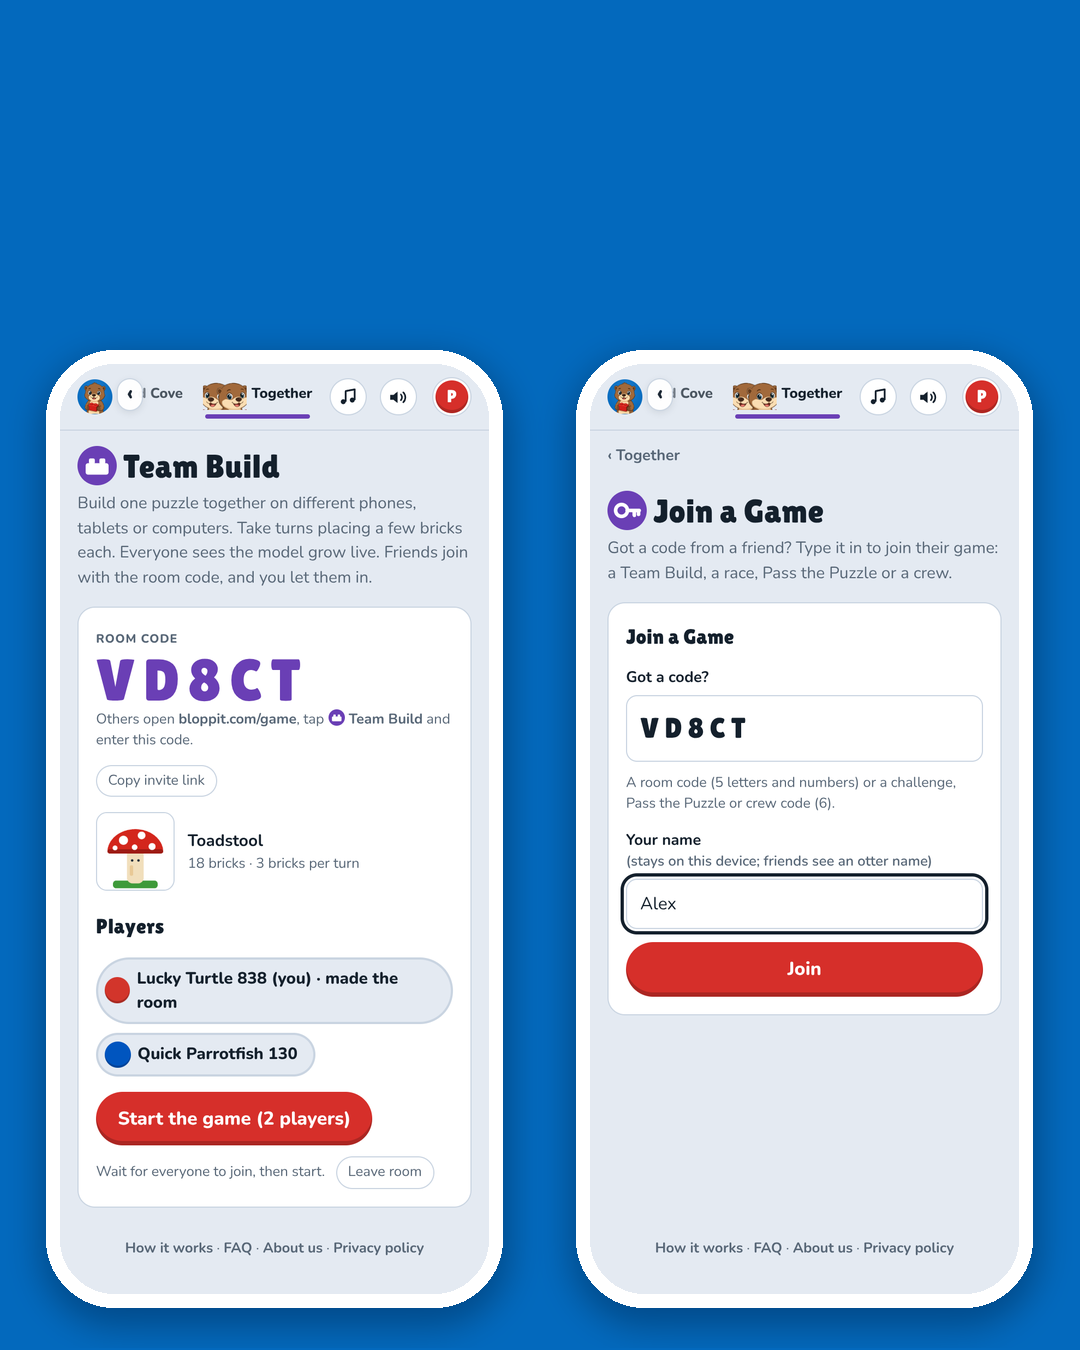 ‹ d Cove Together P
Team Build
Build one puzzle together on different phones,
tablets or computers. Take turns placing a few bricks
each. Everyone sees the model grow live. Friends join
with the room code, and you let them in.
ROOM CODE
VD8CT
Others open bloppit.com/game, tap Team Build and
enter this code.
Copy invite link
Toadstool
18 bricks · 3 bricks per turn
Players
Lucky Turtle 838 (you) · made the
room
Quick Parrotfish 130
Start the game (2 players)
Wait for everyone to join, then start. Leave room
How it works · FAQ · About us · Privacy policy
‹ d Cove Together P
‹ Together
Join a Game
Got a code from a friend? Type it in to join their game:
a Team Build, a race, Pass the Puzzle or a crew.
Join a Game
Got a code?
VD8CT
A room code (5 letters and numbers) or a challenge,
Pass the Puzzle or crew code (6).
Your name
(stays on this device; friends see an otter name)
Alex
Join
How it works · FAQ · About us · Privacy policy